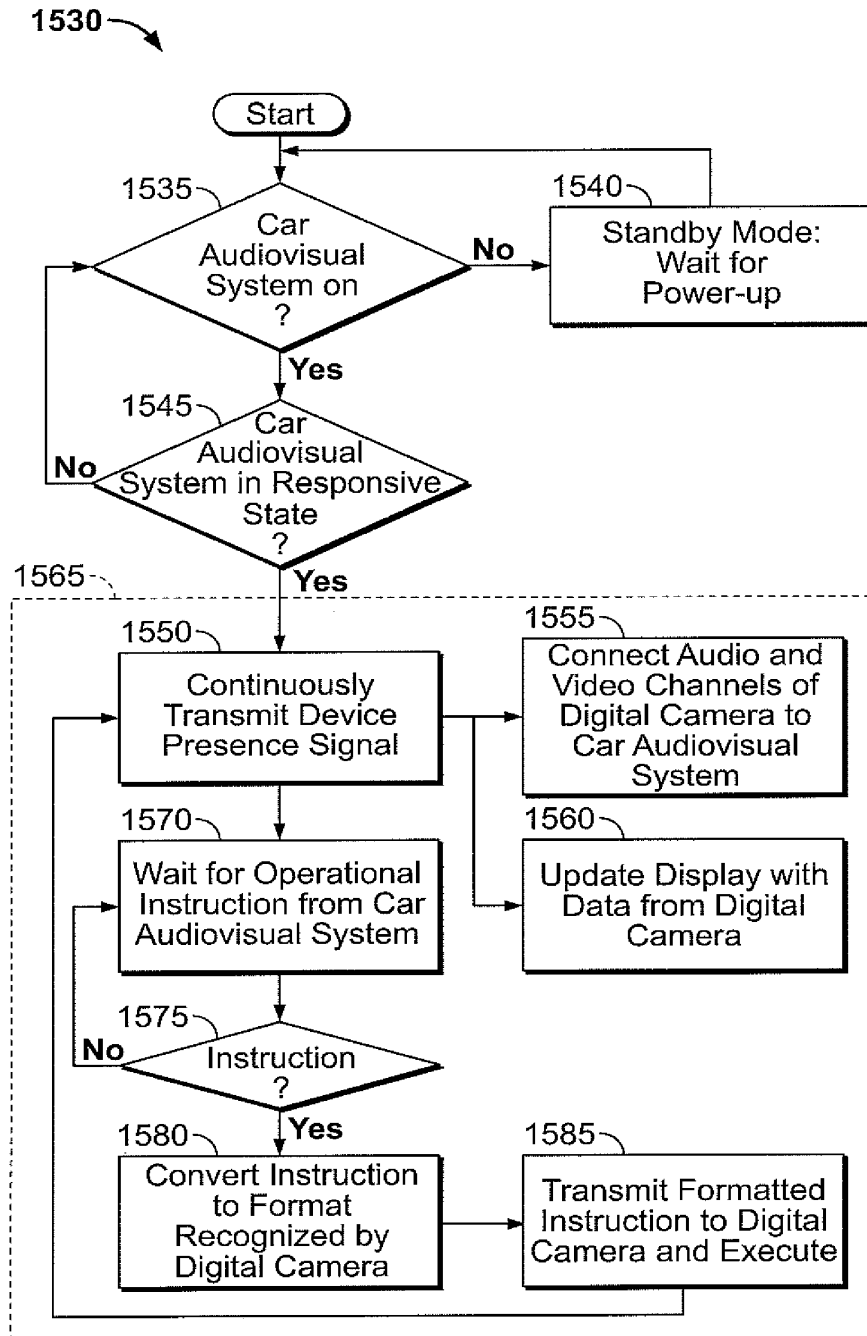 1530
Start
1535
Car
Audiovisual
System on
?
No
1540
Standby Mode:
Wait for
Power-up
Yes
1545
Car
Audiovisual
System in Responsive
State
?
No
Yes
1565
1550
Continuously
Transmit Device
Presence Signal
1555
Connect Audio and
Video Channels of
Digital Camera to
Car Audiovisual
System
1570
Wait for Operational
Instruction from Car
Audiovisual System
1560
Update Display with
Data from Digital
Camera
1575
Instruction
?
No
Yes
1580
Convert Instruction
to Format
Recognized by
Digital Camera
1585
Transmit Formatted
Instruction to Digital
Camera and Execute